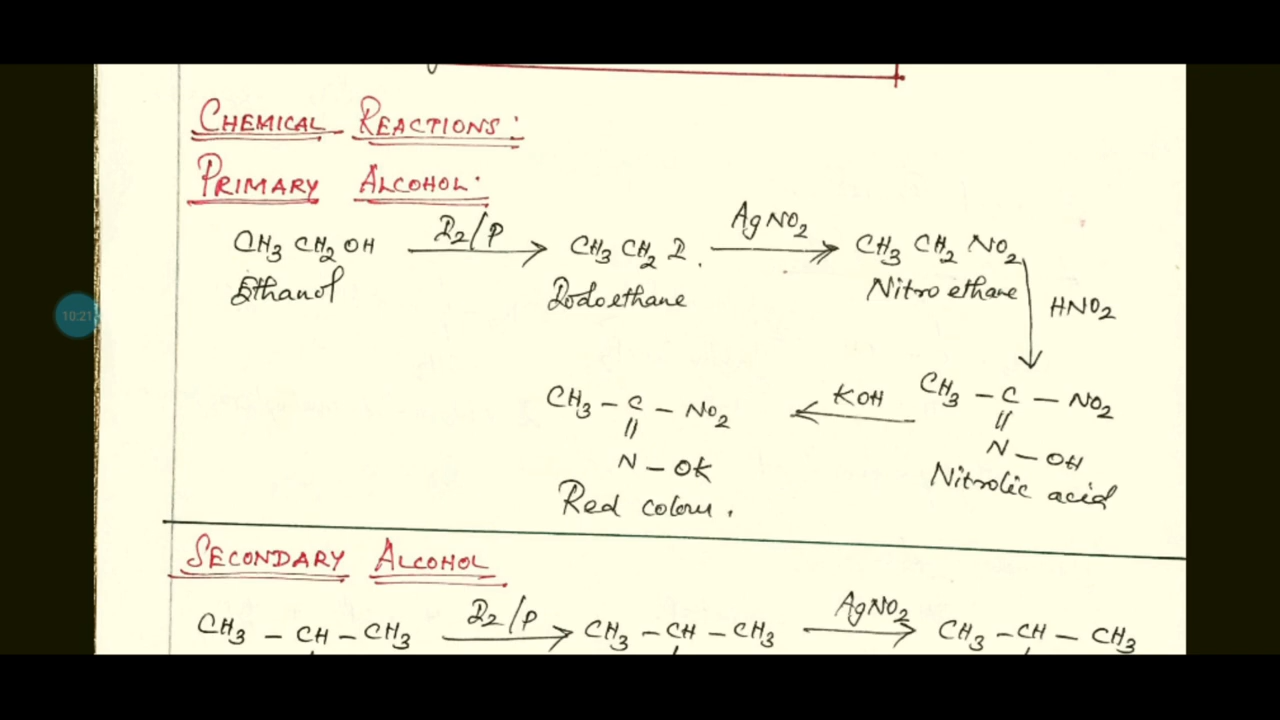 CHEMICAL REACTIONS:
PRIMARY ALCOHOL.
CH3 CH2 OH I2/P CH3 CH2 I. AgNO2 CH3 CH2 NO2
Ethanol Iodoethane Nitro ethane HNO2
CH3 - C - NO2 KOH CH3 - C - NO2
||  ||
N - OK N - OH
Red colour. Nitrolic acid
SECONDARY ALCOHOL
CH3 - CH - CH3 I2/P CH3 - CH - CH3 AgNO2 CH3 - CH - CH3
10:21